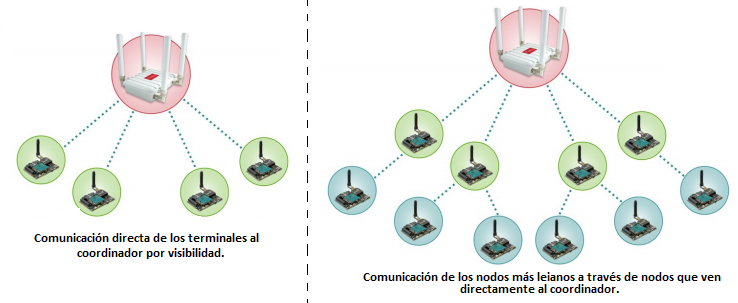 Comunicación directa de los terminales al
coordinador por visibilidad.
Comunicación de los nodos más leianos a través de nodos que ven
directamente al coordinador.